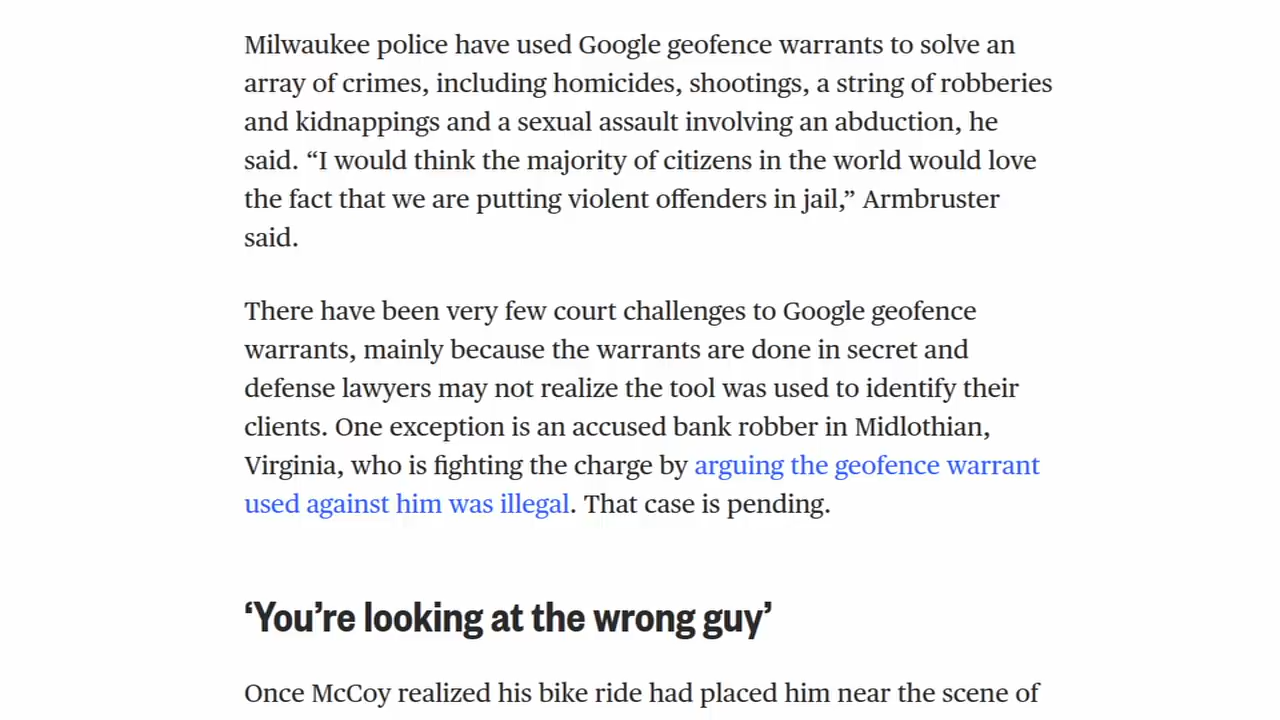 Milwaukee police have used Google geofence warrants to solve an
array of crimes, including homicides, shootings, a string of robberies
and kidnappings and a sexual assault involving an abduction, he
said. “I would think the majority of citizens in the world would love
the fact that we are putting violent offenders in jail,” Armbruster
said.
There have been very few court challenges to Google geofence
warrants, mainly because the warrants are done in secret and
defense lawyers may not realize the tool was used to identify their
clients. One exception is an accused bank robber in Midlothian,
Virginia, who is fighting the charge by arguing the geofence warrant
used against him was illegal. That case is pending.
‘You’re looking at the wrong guy’
Once McCoy realized his bike ride had placed him near the scene of